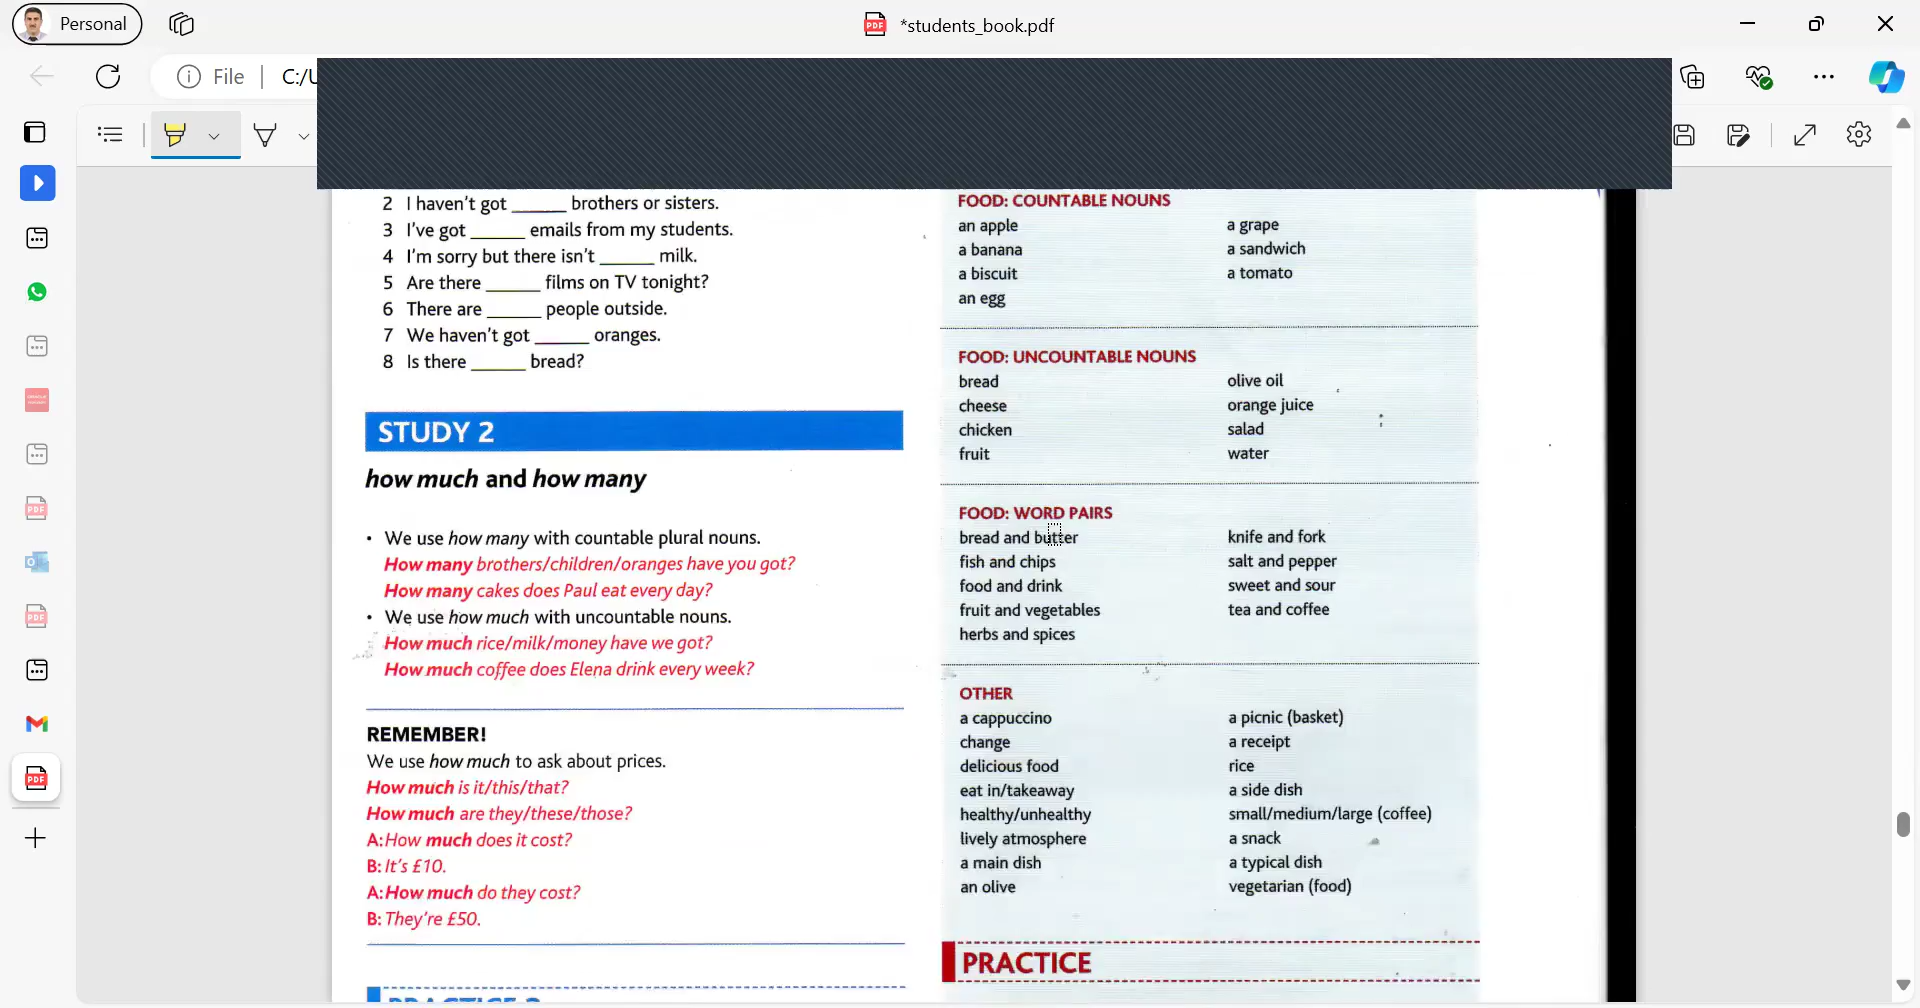 Personal
*students_book.pdf
File
C:/U
2 I haven't got ______ brothers or sisters.
3 I've got ______ emails from my students.
4 I'm sorry but there isn't ______ milk.
5 Are there ______ films on TV tonight?
6 There are ______ people outside.
7 We haven't got ______ oranges.
8 Is there ______ bread?
STUDY 2
how much and how many
• We use how many with countable plural nouns.
How many brothers/children/oranges have you got?
How many cakes does Paul eat every day?
• We use how much with uncountable nouns.
How much rice/milk/money have we got?
How much coffee does Elena drink every week?
REMEMBER!
We use how much to ask about prices.
How much is it/this/that?
How much are they/these/those?
A: How much does it cost?
B: It's £10.
A: How much do they cost?
B: They're £50.
FOOD: COUNTABLE NOUNS
an apple
a banana
a biscuit
an egg
a grape
a sandwich
a tomato
FOOD: UNCOUNTABLE NOUNS
bread
cheese
chicken
fruit
olive oil
orange juice
salad
water
FOOD: WORD PAIRS
bread and butter
fish and chips
food and drink
fruit and vegetables
herbs and spices
knife and fork
salt and pepper
sweet and sour
tea and coffee
OTHER
a cappuccino
change
delicious food
eat in/takeaway
healthy/unhealthy
lively atmosphere
a main dish
an olive
a picnic (basket)
a receipt
rice
a side dish
small/medium/large (coffee)
a snack
a typical dish
vegetarian (food)
PRACTICE